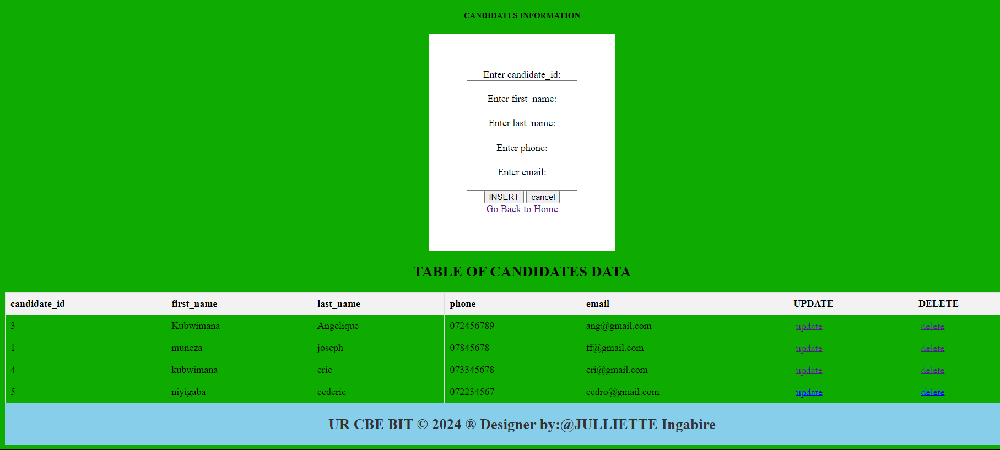 CANDIDATES INFORMATION
Enter candidate_id:
Enter first_name:
Enter last_name:
Enter phone:
Enter email:
INSERT cancel
Go Back to Home
TABLE OF CANDIDATES DATA
candidate_id first_name last_name phone email UPDATE DELETE
3 Kubwimana Angelique 072456789 ang@gmail.com update delete
1 muneza joseph 07845678 ff@gmail.com update delete
4 kubwimana eric 073345678 eri@gmail.com update delete
5 niyigaba cederic 072234567 cedro@gmail.com update delete
UR CBE BIT © 2024 ® Designer by:@JULLIETTE Ingabire